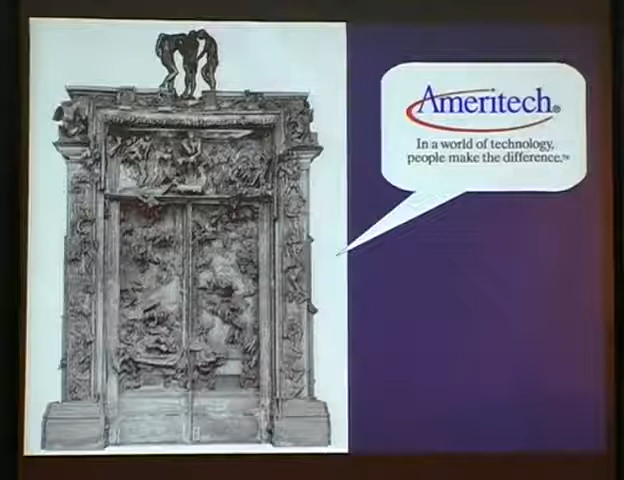 Ameritech®
In a world of technology,
people make the difference.™